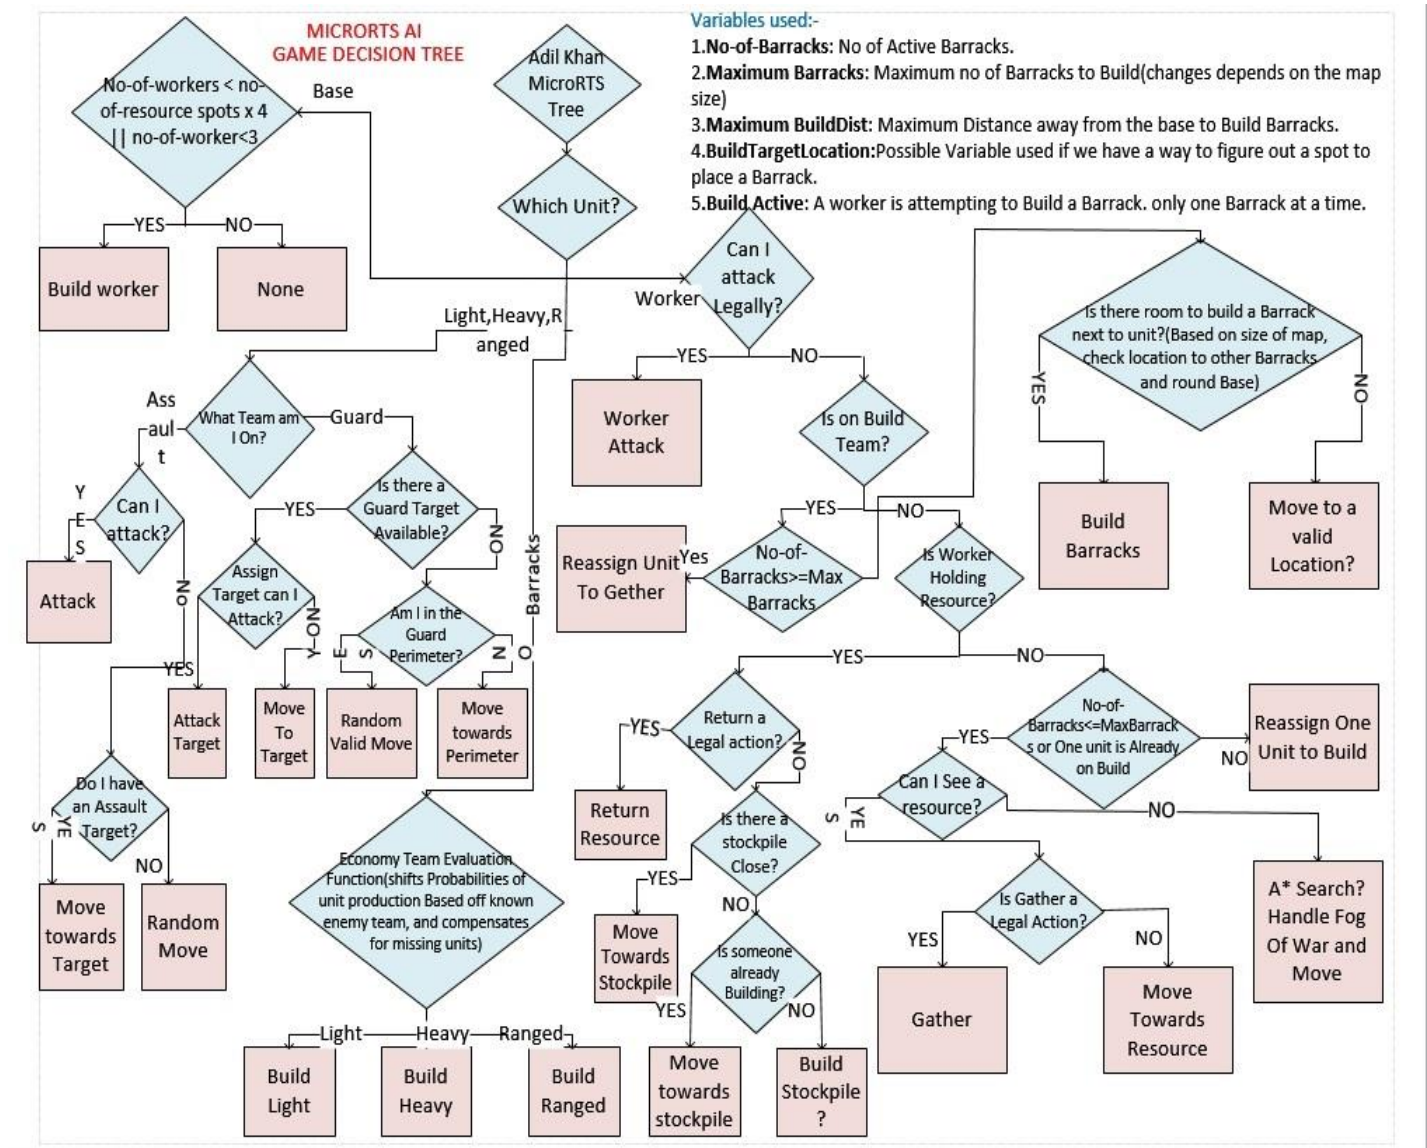 MICRORTS AI
GAME DECISION TREE
Variables used:-
1.No-of-Barracks: No of Active Barracks.
2.Maximum Barracks: Maximum no of Barracks to Build(changes depends on the map
size)
3.Maximum BuildDist: Maximum Distance away from the base to Build Barracks.
4.BuildTargetLocation:Possible Variable used if we have a way to figure out a spot to
place a Barrack.
5.Build Active: A worker is attempting to Build a Barrack. only one Barrack at a time.
Adil Khan
MicroRTS
Tree
Which Unit?
Base
No-of-workers < no-
of-resource spots x 4
|| no-of-worker<3
YES
NO
Build worker
None
Worker
Can I
attack
Legally?
YES
NO
Worker
Attack
Is on Build
Team?
YES
NO
No-of-
Barracks>=Max
Barracks
Yes
Reassign Unit
To Gether
Is there room to build a Barrack
next to unit?(Based on size of map,
check location to other Barracks
and round Base)
YES
NO
Build
Barracks
Move to a
valid
Location?
Is Worker
Holding
Resource?
YES
NO
Return a
Legal action?
YES
NO
Return
Resource
Is there a
stockpile
Close?
YES
NO
Move
Towards
Stockpile
Is someone
already
Building?
YES
NO
Move
towards
stockpile
Build
Stockpile
?
No-of-
Barracks<=MaxBarrack
s or One unit is Already
on Build
YES
NO
Reassign One
Unit to Build
Can I See a
resource?
YE
S
NO
A* Search?
Handle Fog
Of War and
Move
Is Gather a
Legal Action?
YES
NO
Gather
Move
Towards
Resource
Light,Heavy,R
anged
What Team am
I On?
Ass
aul
t
Guard
Can I
attack?
Y
E
S
NO
Attack
Do I have
an Assault
Target?
YE
S
NO
Move
towards
Target
Random
Move
Is there a
Guard Target
Available?
YES
NO
Assign
Target can I
Attack?
YES
NO
Y
Attack
Target
Move
To
Target
Am I in the
Guard
Perimeter?
E
S
N
O
Random
Valid Move
Move
towards
Perimeter
Barracks
Economy Team Evaluation
Function(shifts Probabilities of
unit production Based off known
enemy team, and compensates
for missing units)
Light
Heavy
Ranged
Build
Light
Build
Heavy
Build
Ranged